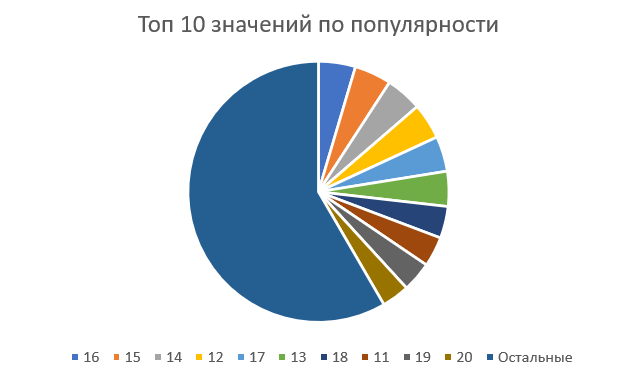 Топ 10 значений по популярности
16 15 14 12 17 13 18 11 19 20 Остальные